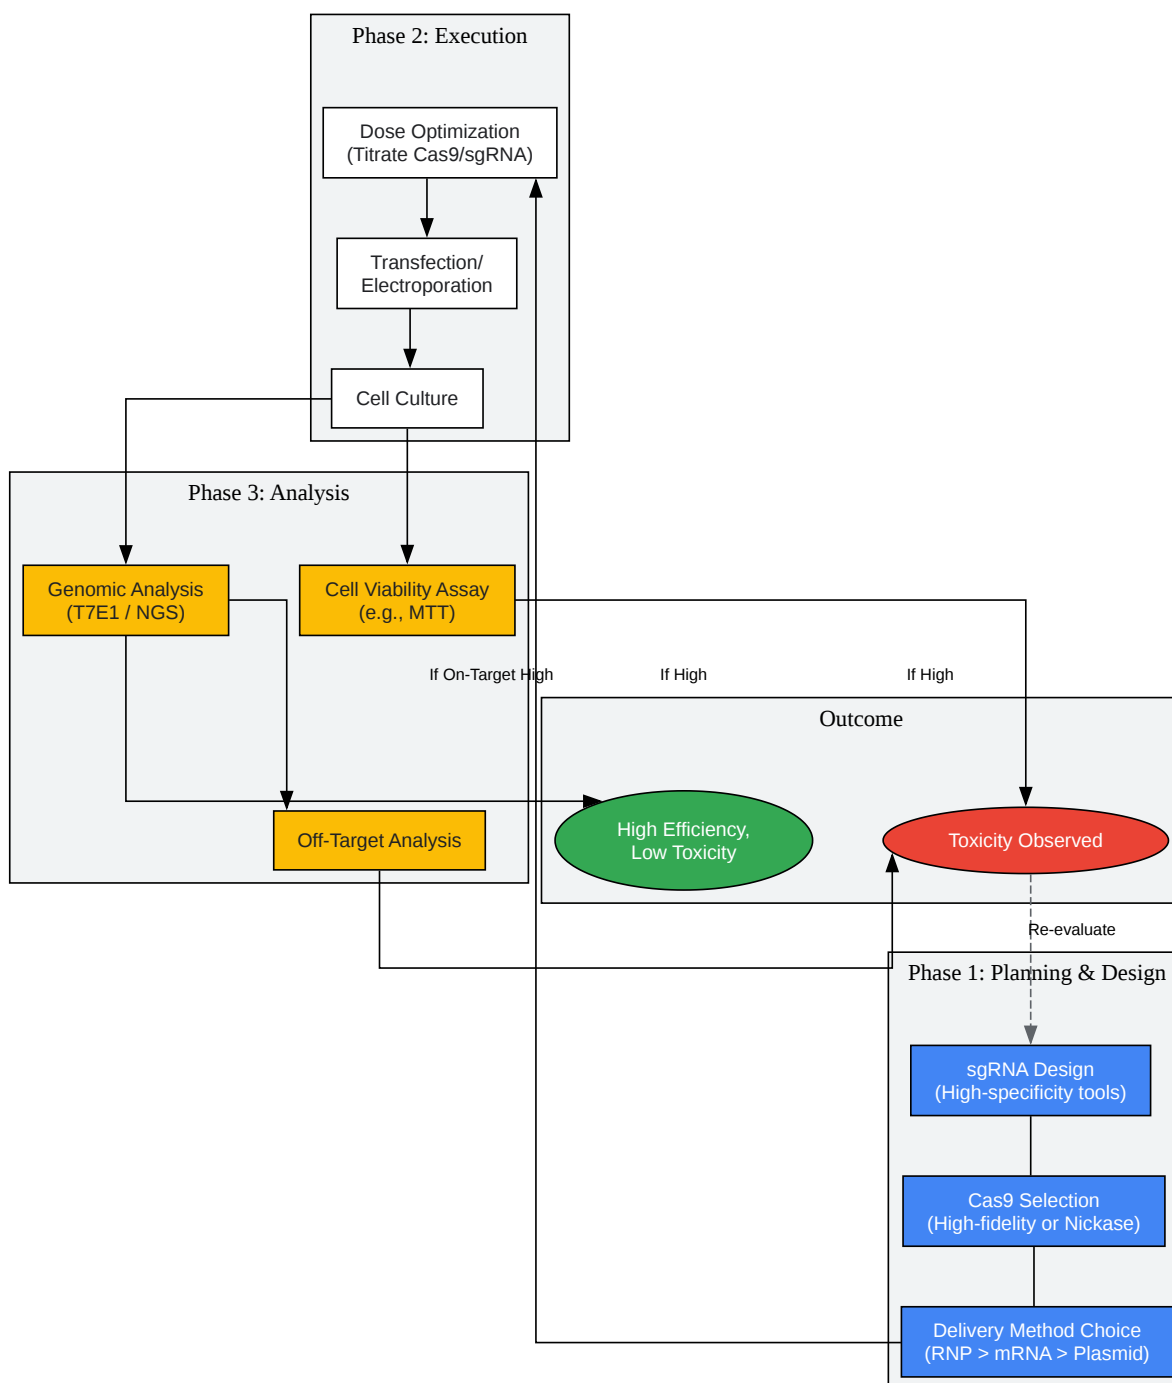 Phase 2: Execution
Dose Optimization
(Titrate Cas9/sgRNA)
Transfection/
Electroporation
Cell Culture
Phase 3: Analysis
Genomic Analysis
(T7E1 / NGS)
Cell Viability Assay
(e.g., MTT)
If On-Target High
If High
If High
Outcome
High Efficiency,
Low Toxicity
Toxicity Observed
Off-Target Analysis
Re-evaluate
Phase 1: Planning & Design
sgRNA Design
(High-specificity tools)
Cas9 Selection
(High-fidelity or Nickase)
Delivery Method Choice
(RNP > mRNA > Plasmid)